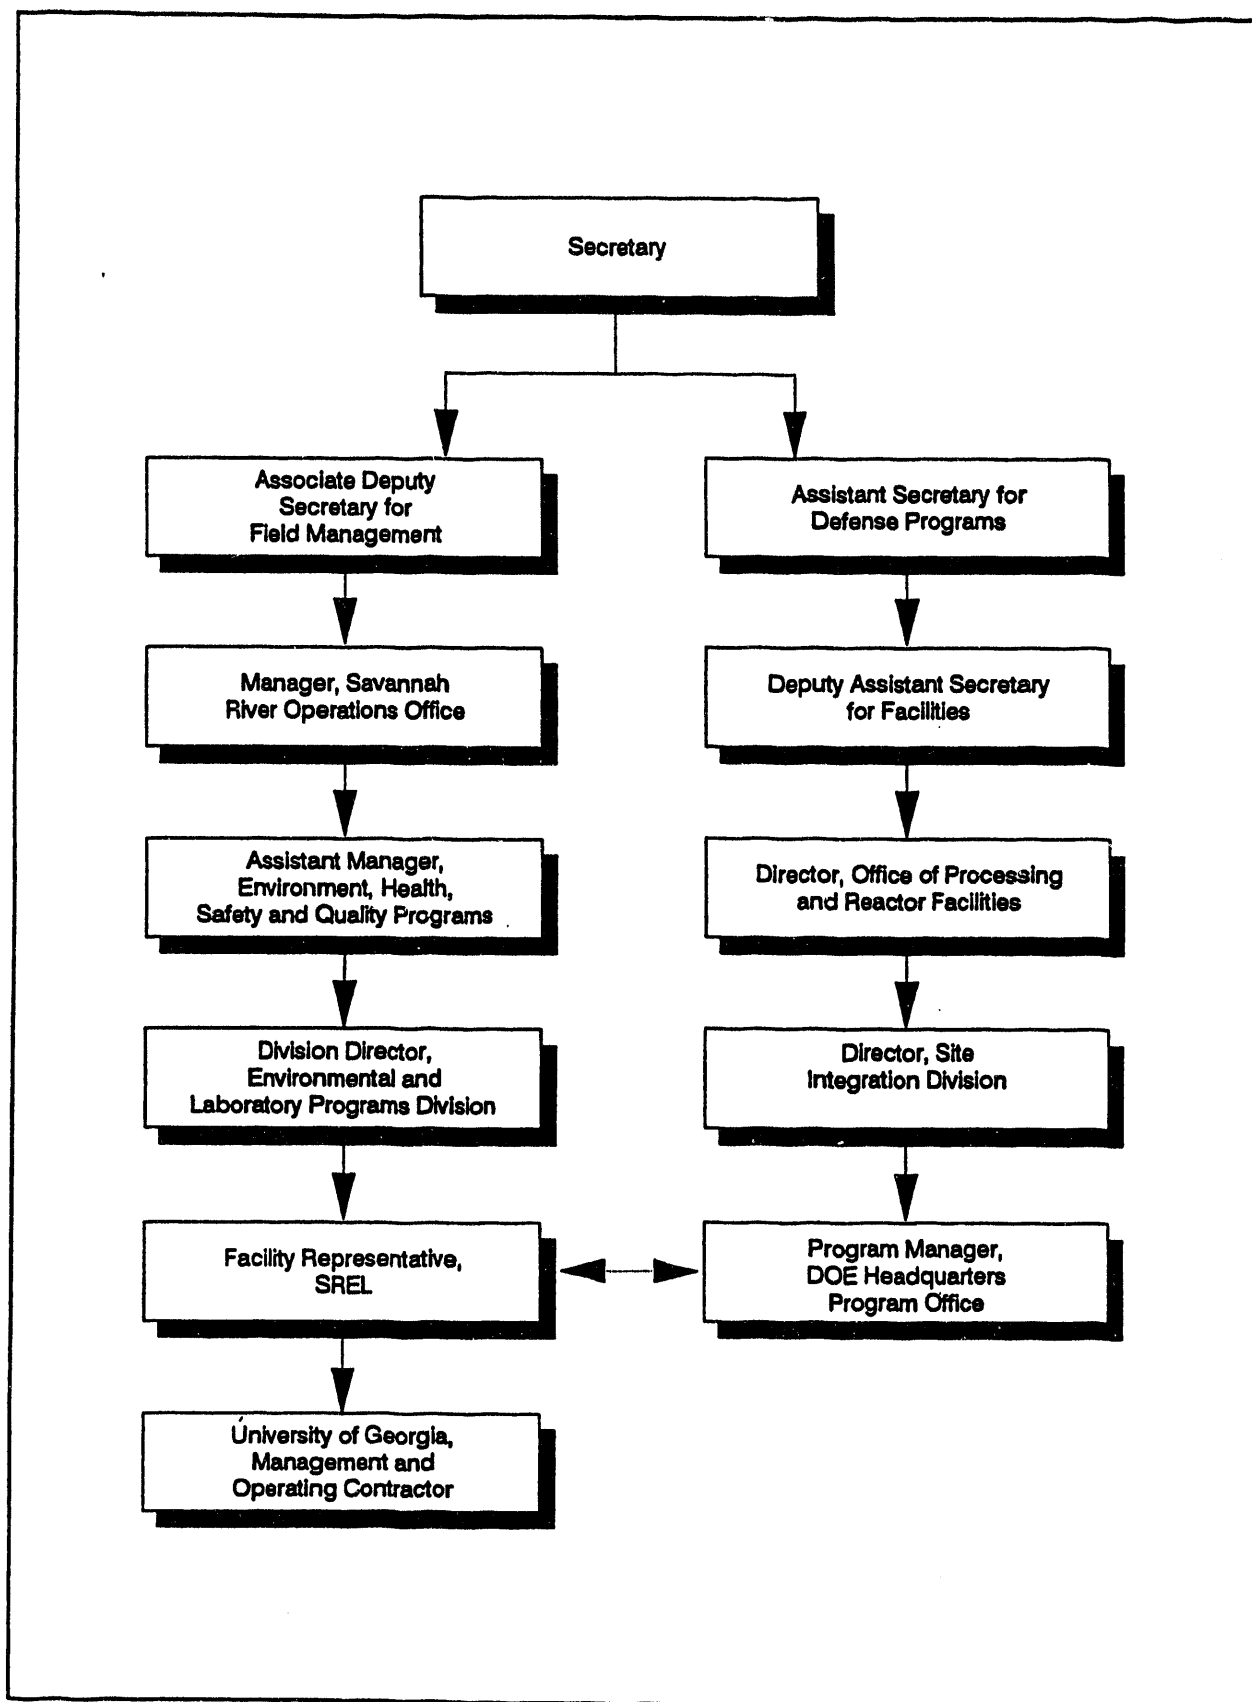 Secretary
Associate Deputy
Secretary for
Field Management
Assistant Secretary for
Defense Programs
Manager, Savannah
River Operations Office
Deputy Assistant Secretary
for Facilities
Assistant Manager,
Environment, Health,
Safety and Quality Programs
Director, Office of Processing
and Reactor Facilities
Division Director,
Environmental and
Laboratory Programs Division
Director, Site
Integration Division
Facility Representative,
SREL
Program Manager,
DOE Headquarters
Program Office
University of Georgia,
Management and
Operating Contractor